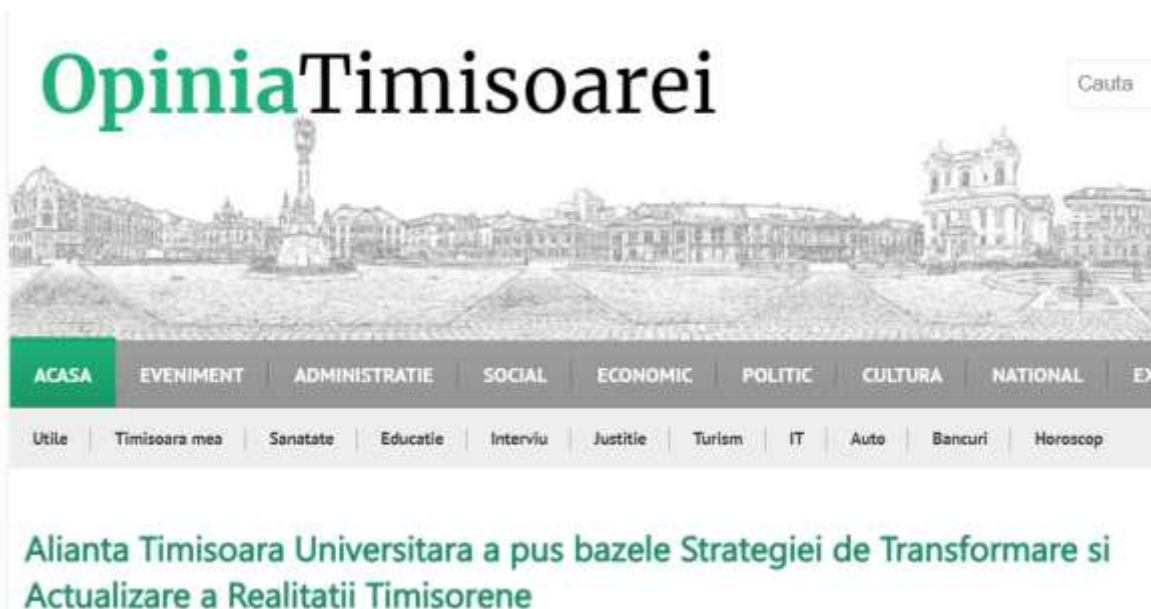 OpiniaTimisoarei
Cauta
ACASA EVENIMENT ADMINISTRATIE SOCIAL ECONOMIC POLITIC CULTURA NATIONAL EX
Utile Timisoara mea Sanatate Educatie Interviu Justitie Turism IT Auto Bancuri Horoscop
Alianta Timisoara Universitara a pus bazele Strategiei de Transformare si
Actualizare a Realitatii Timisorene